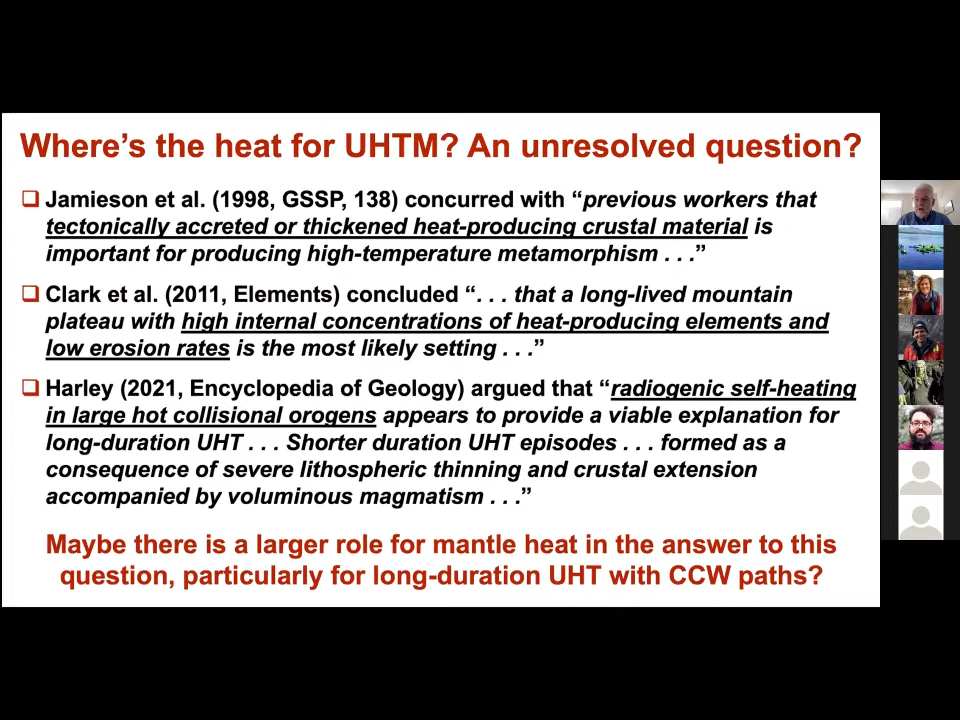 Where's the heat for UHTM? An unresolved question?
Jamieson et al. (1998, GSSP, 138) concurred with “previous workers that
tectonically accreted or thickened heat-producing crustal material is
important for producing high-temperature metamorphism . . .”
Clark et al. (2011, Elements) concluded “. . . that a long-lived mountain
plateau with high internal concentrations of heat-producing elements and
low erosion rates is the most likely setting . . .”
Harley (2021, Encyclopedia of Geology) argued that “radiogenic self-heating
in large hot collisional orogens appears to provide a viable explanation for
long-duration UHT . . . Shorter duration UHT episodes . . . formed as a
consequence of severe lithospheric thinning and crustal extension
accompanied by voluminous magmatism . . .”
Maybe there is a larger role for mantle heat in the answer to this
question, particularly for long-duration UHT with CCW paths?